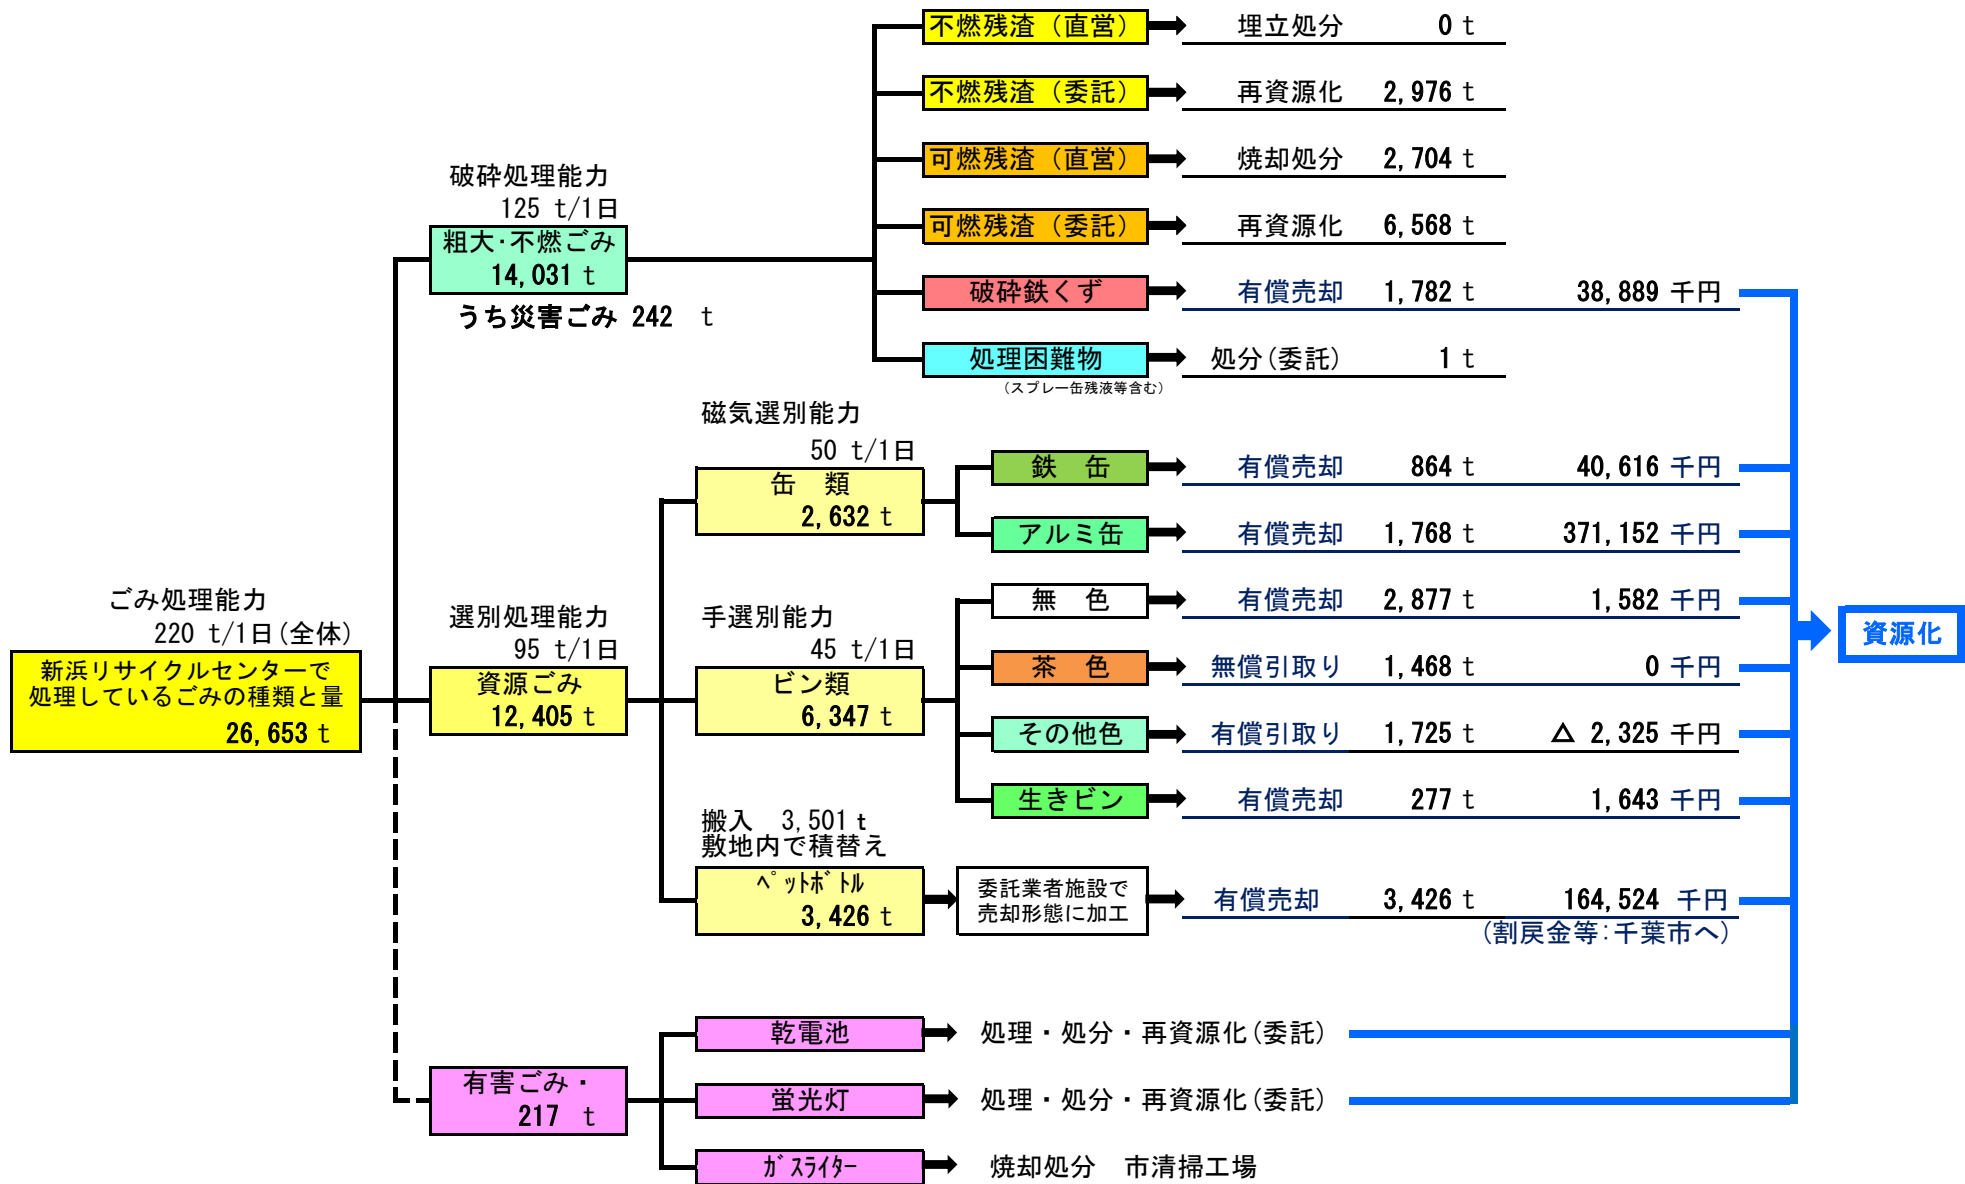 不燃残渣（直営） 埋立処分 0 t
不燃残渣（委託） 再資源化 2,976 t
可燃残渣（直営） 焼却処分 2,704 t
破砕処理能力
125 t/1日
可燃残渣（委託） 再資源化 6,568 t
粗大･不燃ごみ
14,031 t
破砕鉄くず 有償売却 1,782 t 38,889 千円
うち災害ごみ 242 t
処理困難物 処分(委託) 1 t
（スプレー缶残液等含む）
磁気選別能力
50 t/1日
鉄 缶 有償売却 864 t 40,616 千円
缶 類
2,632 t
アルミ缶 有償売却 1,768 t 371,152 千円
ごみ処理能力
220 t/1日(全体)
選別処理能力
95 t/1日
手選別能力
45 t/1日
無 色 有償売却 2,877 t 1,582 千円
資源化
新浜リサイクルセンターで
処理しているごみの種類と量
26,653 t
資源ごみ
12,405 t
ビン類
6,347 t
茶 色 無償引取り 1,468 t 0 千円
その他色 有償引取り 1,725 t △ 2,325 千円
生きビン 有償売却 277 t 1,643 千円
搬入 3,501 t
敷地内で積替え
ﾍﾟｯﾄﾎﾞﾄﾙ
3,426 t
委託業者施設で
売却形態に加工
有償売却 3,426 t 164,524 千円
(割戻金等:千葉市へ)
乾電池 処理・処分・再資源化(委託)
有害ごみ・
217 t
蛍光灯 処理・処分・再資源化(委託)
ｶﾞｽﾗｲﾀｰ 焼却処分 市清掃工場